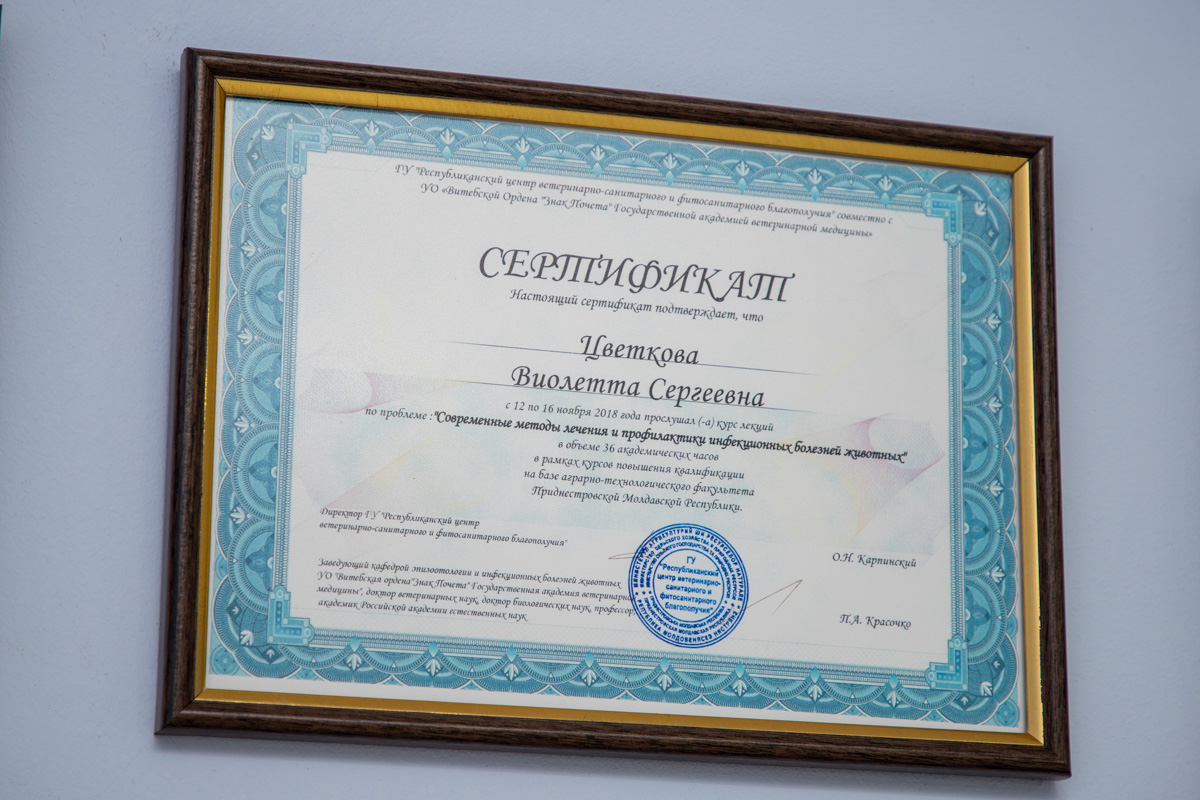 ГУ "Республиканский центр ветеринарно-санитарного и фитосанитарного благополучия" совместно с
УО «Витебской Ордена "Знак Почета" Государственной академией ветеринарной медицины»
СЕРТИФИКАТ
Настоящий сертификат подтверждает, что
Цветкова
Виолетта Сергеевна
с 12 по 16 ноября 2018 года прослушал (-а) курс лекций
по проблеме :"Современные методы лечения и профилактики инфекционных болезней животных"
в объеме 36 академических часов
в рамках курсов повышения квалификации
на базе аграрно-технологического факультета
Приднестровской Молдавской Республики.
Директор ГУ "Республиканский центр
ветеринарно-санитарного и фитосанитарного благополучия"
О.Н. Карпинский
Заведующий кафедрой эпизоотологии и инфекционных болезней животных
УО "Витебская ордена"Знак Почета" Государственная академия ветеринарной
медицины", доктор ветеринарных наук, доктор биологических наук, профессор,
академик Российской академии естественных наук
П.А. Красочко
ГУ
"Республиканский
центр ветеринарно-
санитарного и
фитосанитарного
благополучия"